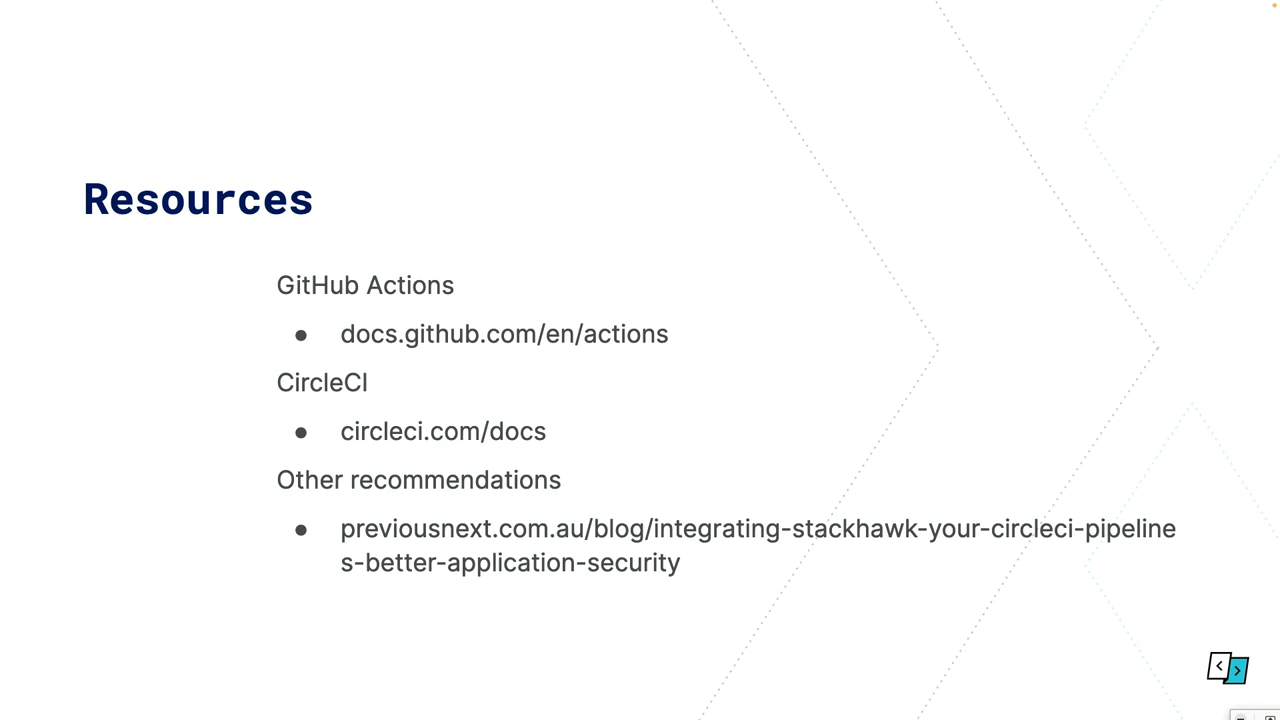 Resources
GitHub Actions
● docs.github.com/en/actions
CircleCI
● circleci.com/docs
Other recommendations
● previousnext.com.au/blog/integrating-stackhawk-your-circleci-pipeline
s-better-application-security